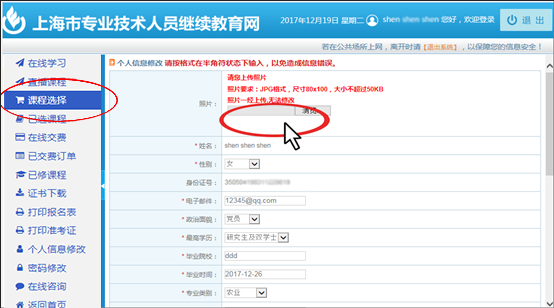 上海市专业技术人员继续教育网
2017年12月19日 星期二 shen shen shen 您好，欢迎登录
退 出
若在公共场所上网，离开时请【退出系统】，以保障您的信息安全！
在线学习
直播课程
课程选择
已选课程
在线交费
已交费订单
已修课程
证书下载
打印报名表
打印准考证
个人信息修改
密码修改
在线咨询
返回首页
个人信息修改 请按格式在半角符状态下输入，以免造成信息错误。
请您上传照片
照片要求：JPG格式，尺寸80x100，大小不超过50KB
照片一经上传,无法修改
照片：
浏览...
* 姓名： shen shen shen
* 性别： 女
身份证号：
* 电子邮件： 12345@qq.com
* 政治面貌： 党员
* 最高学历： 研究生及双学士
* 毕业院校： ddd
* 毕业时间： 2017-12-26
* 专业类别： 农业